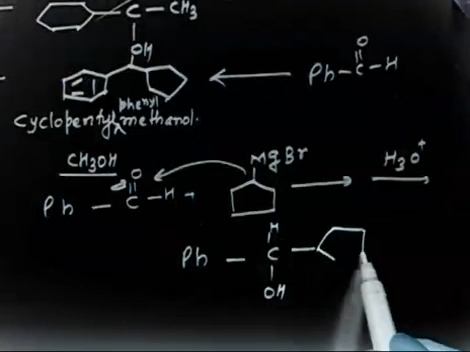 C - CH3
OH
Ph-C-H
O
Cyclopentyl phenyl methanol.
CH3OH
MgBr
H3O+
O
Ph - C - H +
H
Ph - C -
OH